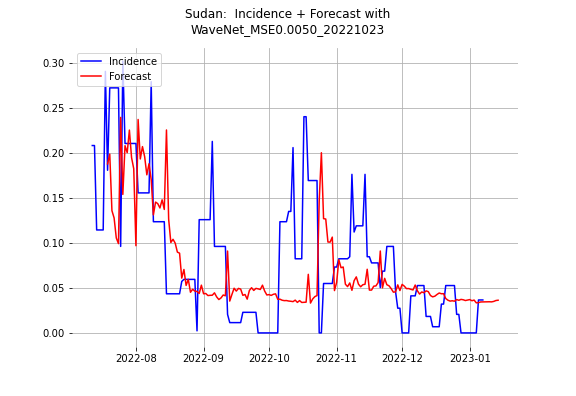 Sudan:  Incidence + Forecast with
WaveNet_MSE0.0050_20221023
Incidence
Forecast
0.30
0.25
0.20
0.15
0.10
0.05
0.00
2022-08 2022-09 2022-10 2022-11 2022-12 2023-01